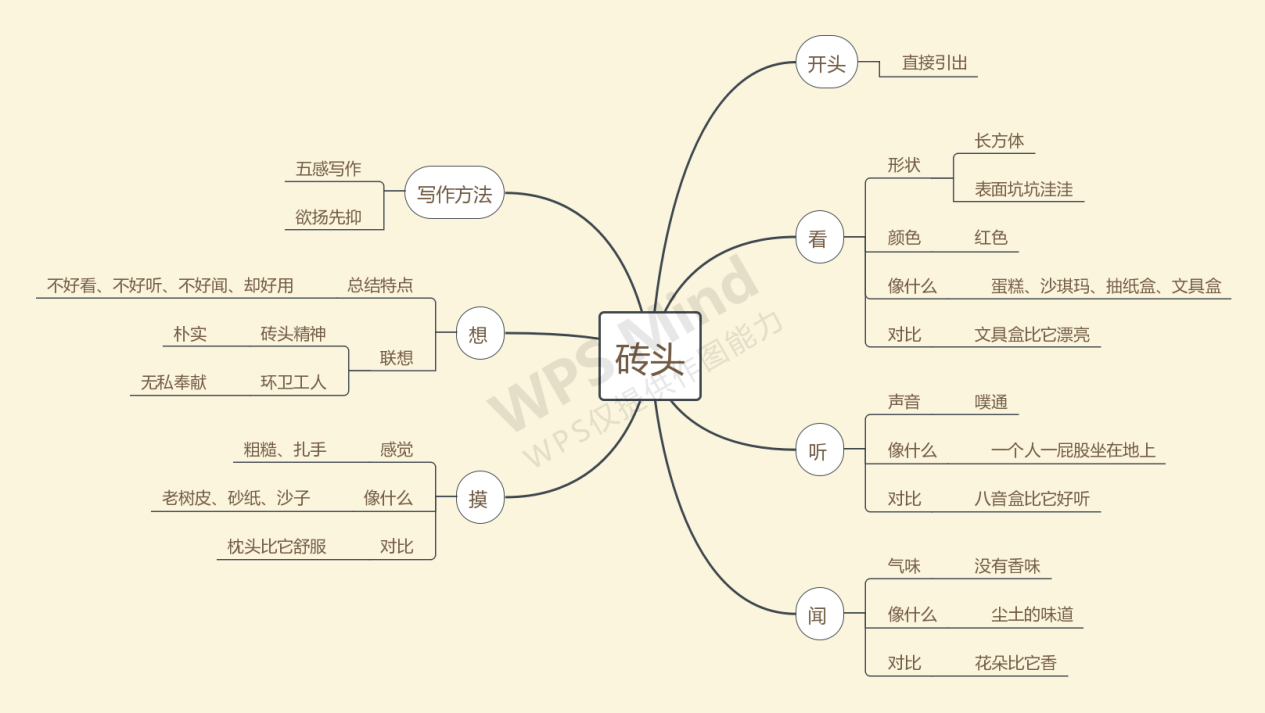 砖头
开头
直接引出
看
形状
长方体
表面坑坑洼洼
颜色
红色
像什么
蛋糕、沙琪玛、抽纸盒、文具盒
对比
文具盒比它漂亮
听
声音
噗通
像什么
一个人一屁股坐在地上
对比
八音盒比它好听
闻
气味
没有香味
像什么
尘土的味道
对比
花朵比它香
写作方法
五感写作
欲扬先抑
想
总结特点
不好看、不好听、不好闻、却好用
联想
砖头精神
朴实
环卫工人
无私奉献
摸
感觉
粗糙、扎手
像什么
老树皮、砂纸、沙子
对比
枕头比它舒服
WPS Mind
WPS仅提供作图能力